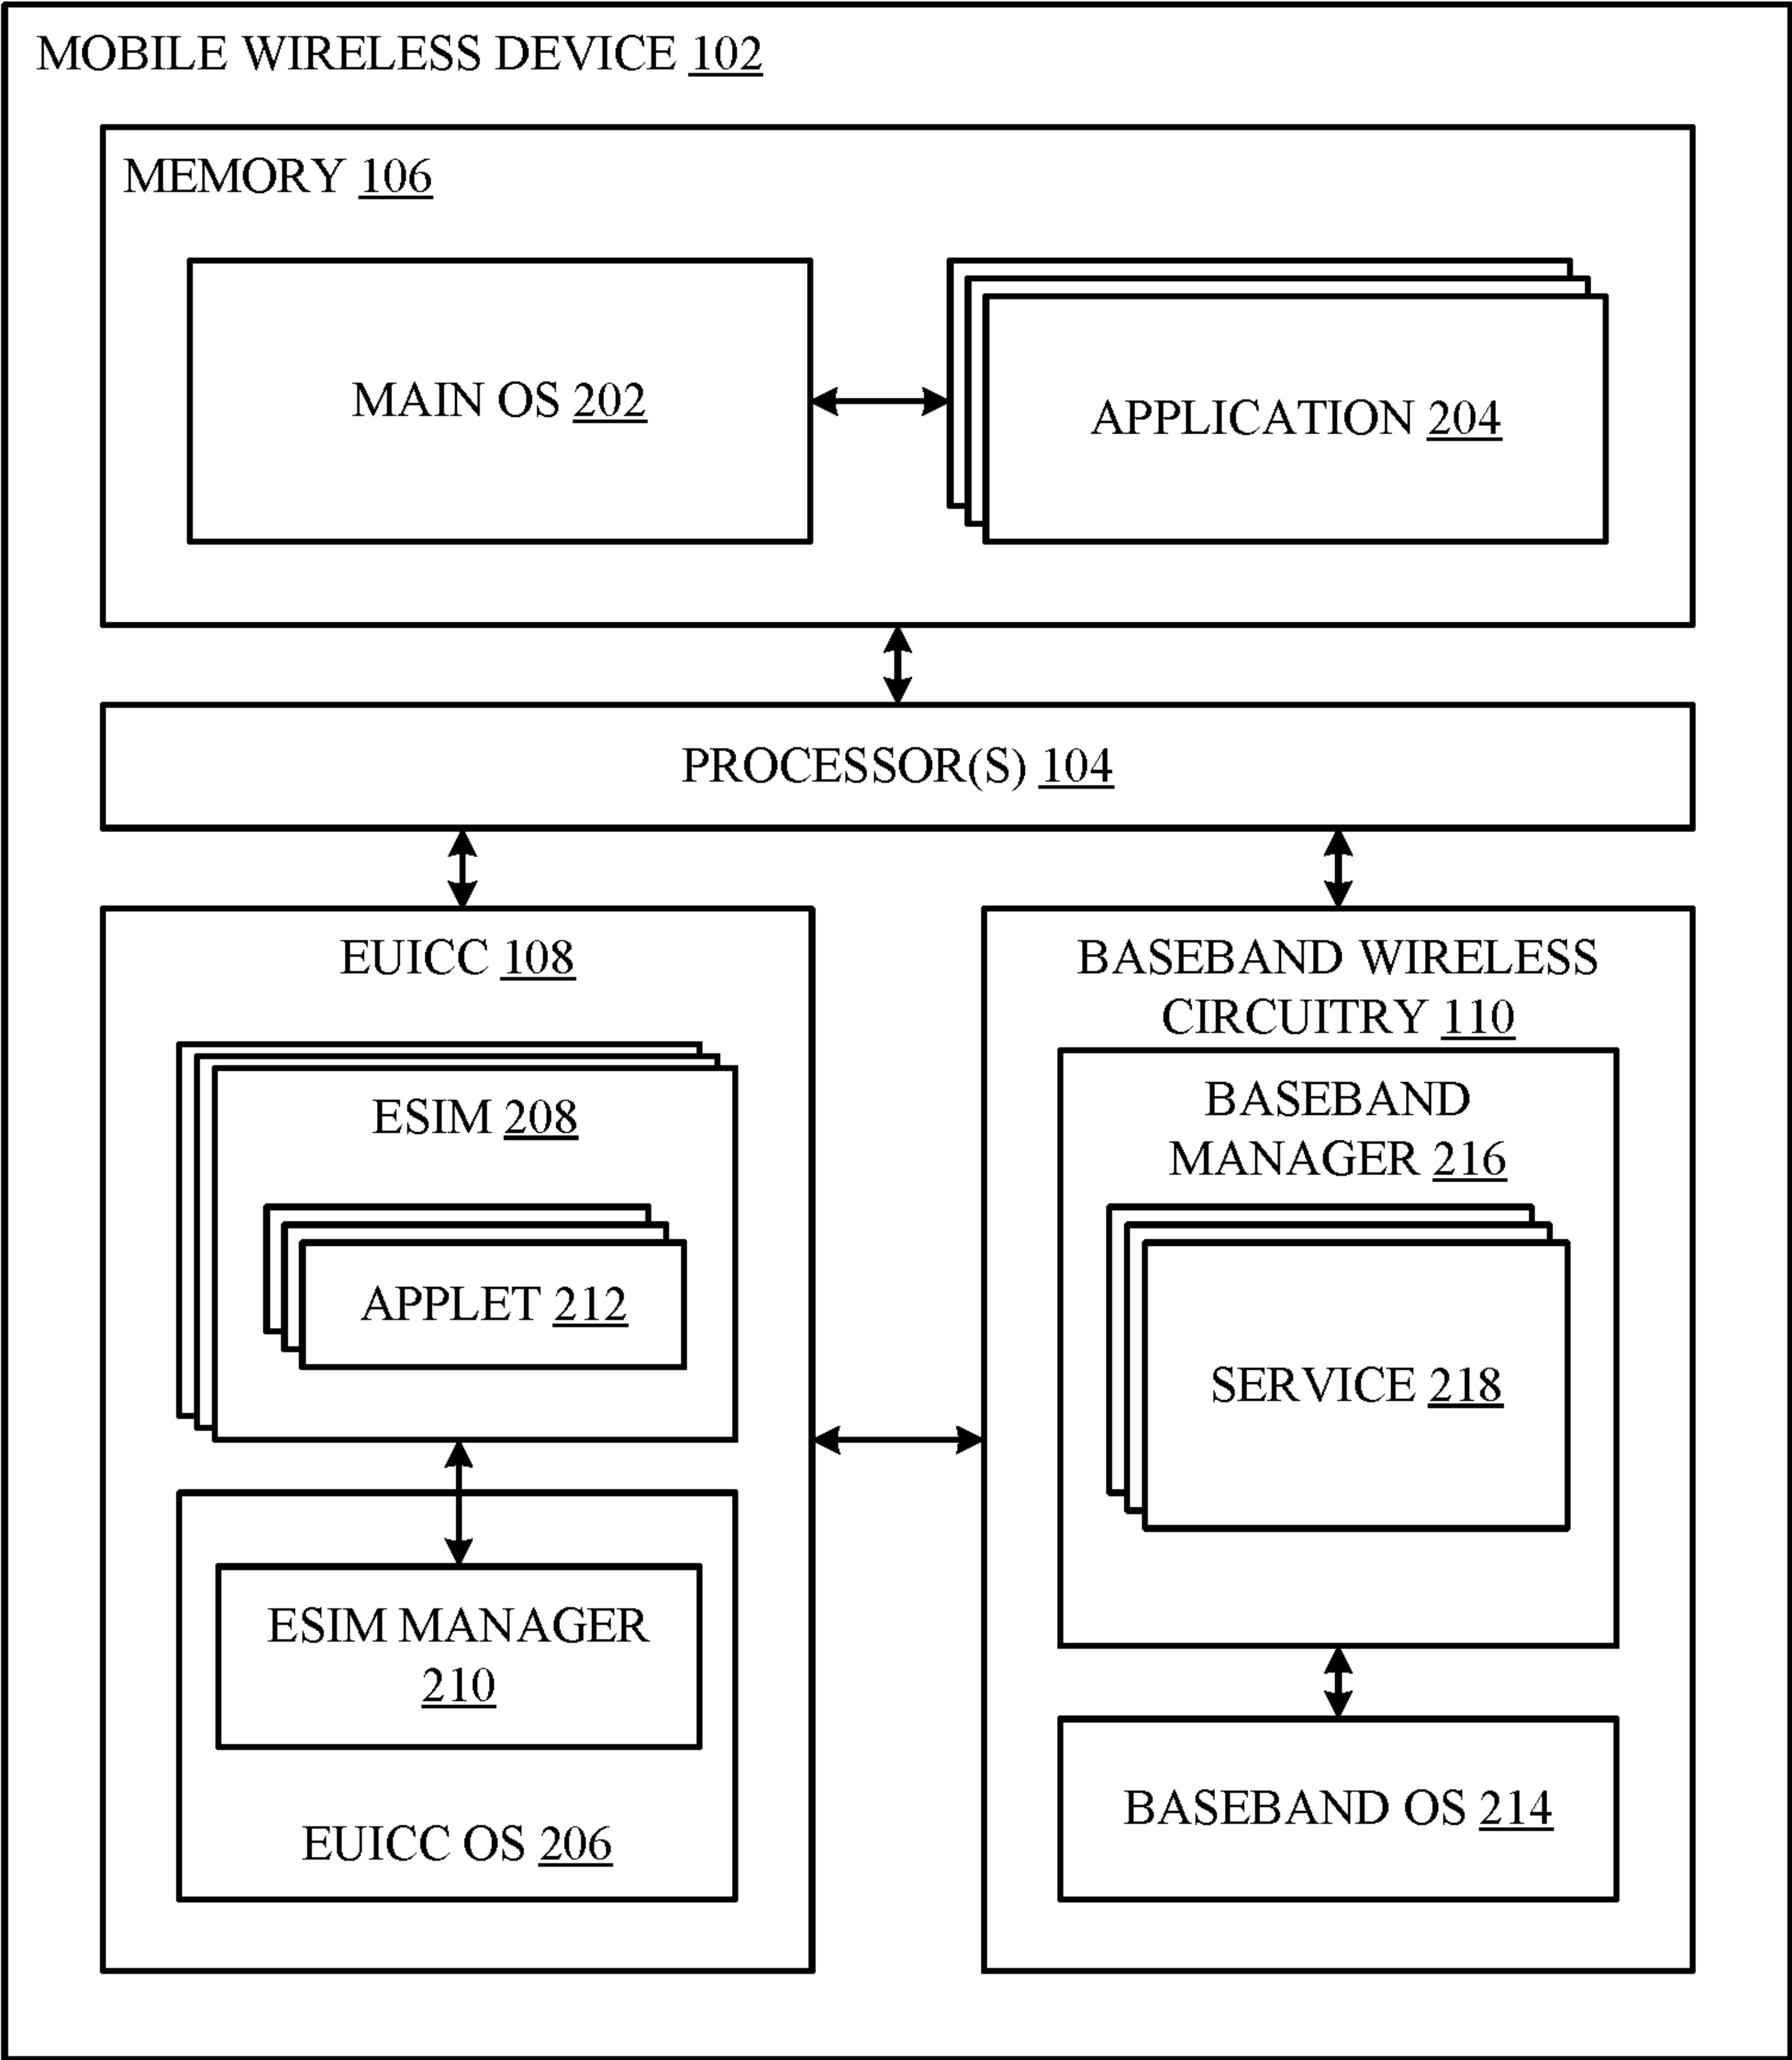 MOBILE WIRELESS DEVICE 102
MEMORY 106
MAIN OS 202
APPLICATION 204
PROCESSOR(S) 104
EUICC 108
ESIM 208
APPLET 212
ESIM MANAGER
210
EUICC OS 206
BASEBAND WIRELESS
CIRCUITRY 110
BASEBAND
MANAGER 216
SERVICE 218
BASEBAND OS 214